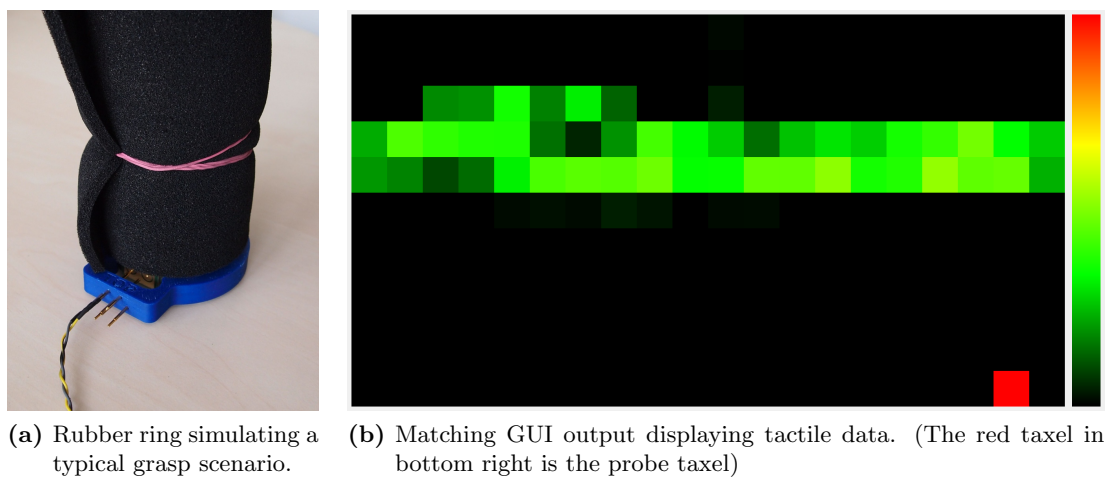 (a) Rubber ring simulating a
typical grasp scenario.
(b) Matching GUI output displaying tactile data. (The red taxel in
bottom right is the probe taxel)